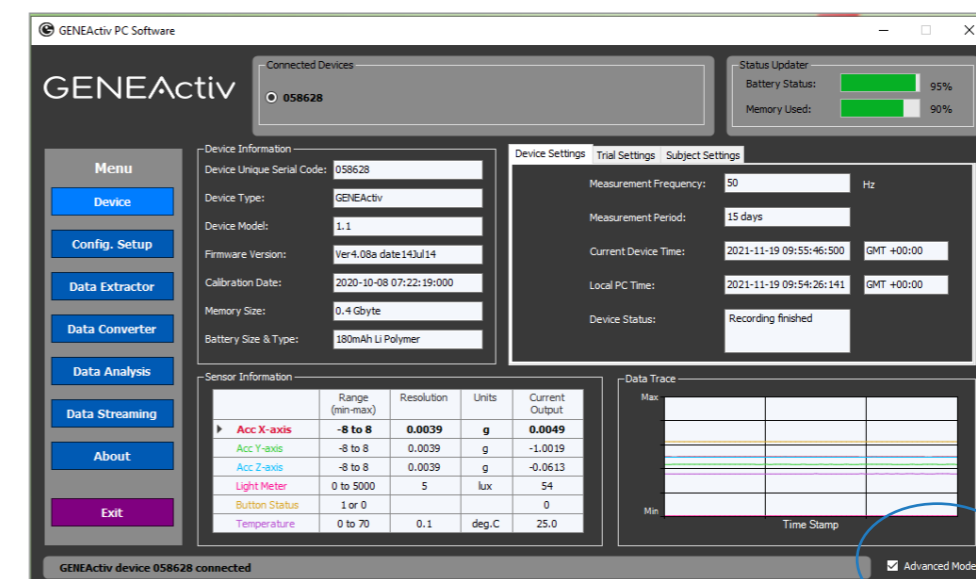 GENEActiv PC Software
GENEActiv
Connected Devices
058628
Status Updater
Battery Status: 95%
Memory Used: 90%
Menu
Device
Config. Setup
Data Extractor
Data Converter
Data Analysis
Data Streaming
About
Exit
Device Information
Device Unique Serial Code: 058628
Device Type: GENEActiv
Device Model: 1.1
Firmware Version: Ver4.08a date14Jul14
Calibration Date: 2020-10-08 07:22:19:000
Memory Size: 0.4 Gbyte
Battery Size & Type: 180mAh Li Polymer
Device Settings Trial Settings Subject Settings
Measurement Frequency: 50 Hz
Measurement Period: 15 days
Current Device Time: 2021-11-19 09:55:46:500 GMT +00:00
Local PC Time: 2021-11-19 09:54:26:141 GMT +00:00
Device Status: Recording finished
Sensor Information
Range (min-max) Resolution Units Current Output
Acc X-axis -8 to 8 0.0039 g 0.0049
Acc Y-axis -8 to 8 0.0039 g -1.0019
Acc Z-axis -8 to 8 0.0039 g -0.0613
Light Meter 0 to 5000 5 lux 54
Button Status 1 or 0 0
Temperature 0 to 70 0.1 deg.C 25.0
Data Trace
Max
Min
Time Stamp
GENEActiv device 058628 connected
Advanced Mode